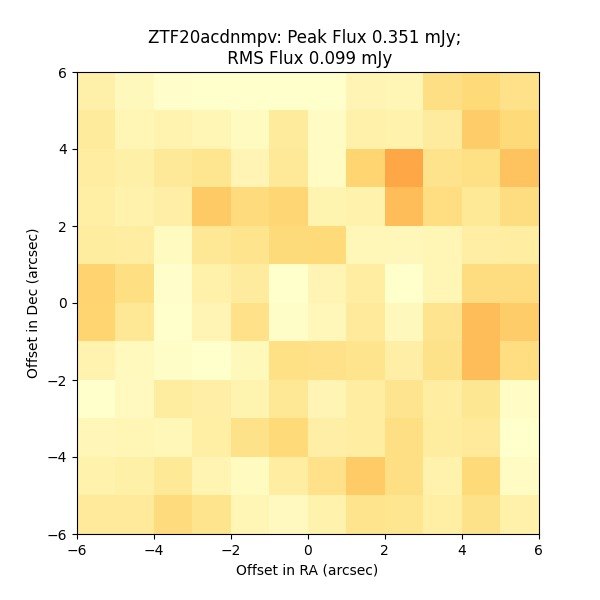 ZTF20acdnmpv: Peak Flux 0.351 mJy;
RMS Flux 0.099 mJy
6
4
2
0
−2
−4
−6
Offset in Dec (arcsec)
−6 −4 −2 0 2 4 6
Offset in RA (arcsec)